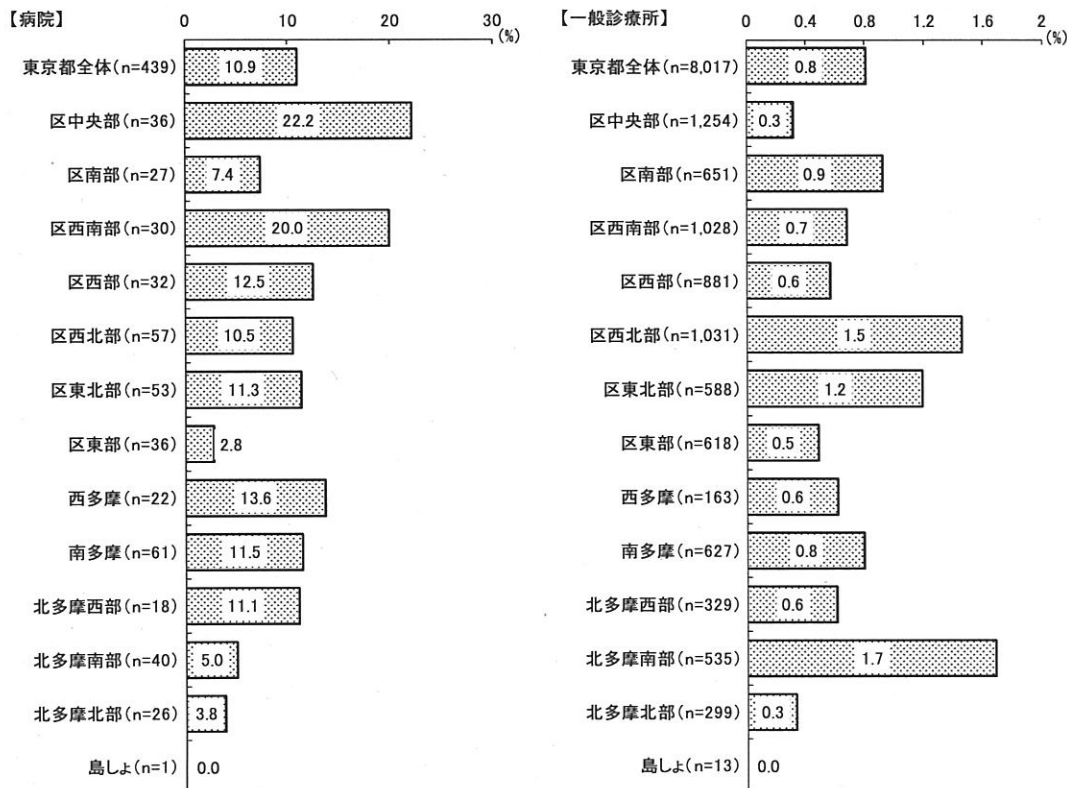 【病院】
0 10 20 30
(%)
東京都全体(n=439) 10.9
区中央部(n=36) 22.2
区南部(n=27) 7.4
区西南部(n=30) 20.0
区西部(n=32) 12.5
区西北部(n=57) 10.5
区東北部(n=53) 11.3
区東部(n=36) 2.8
西多摩(n=22) 13.6
南多摩(n=61) 11.5
北多摩西部(n=18) 11.1
北多摩南部(n=40) 5.0
北多摩北部(n=26) 3.8
島しょ(n=1) 0.0
【一般診療所】
0 0.4 0.8 1.2 1.6 2
(%)
東京都全体(n=8,017) 0.8
区中央部(n=1,254) 0.3
区南部(n=651) 0.9
区西南部(n=1,028) 0.7
区西部(n=881) 0.6
区西北部(n=1,031) 1.5
区東北部(n=588) 1.2
区東部(n=618) 0.5
西多摩(n=163) 0.6
南多摩(n=627) 0.8
北多摩西部(n=329) 0.6
北多摩南部(n=535) 1.7
北多摩北部(n=299) 0.3
島しょ(n=13) 0.0